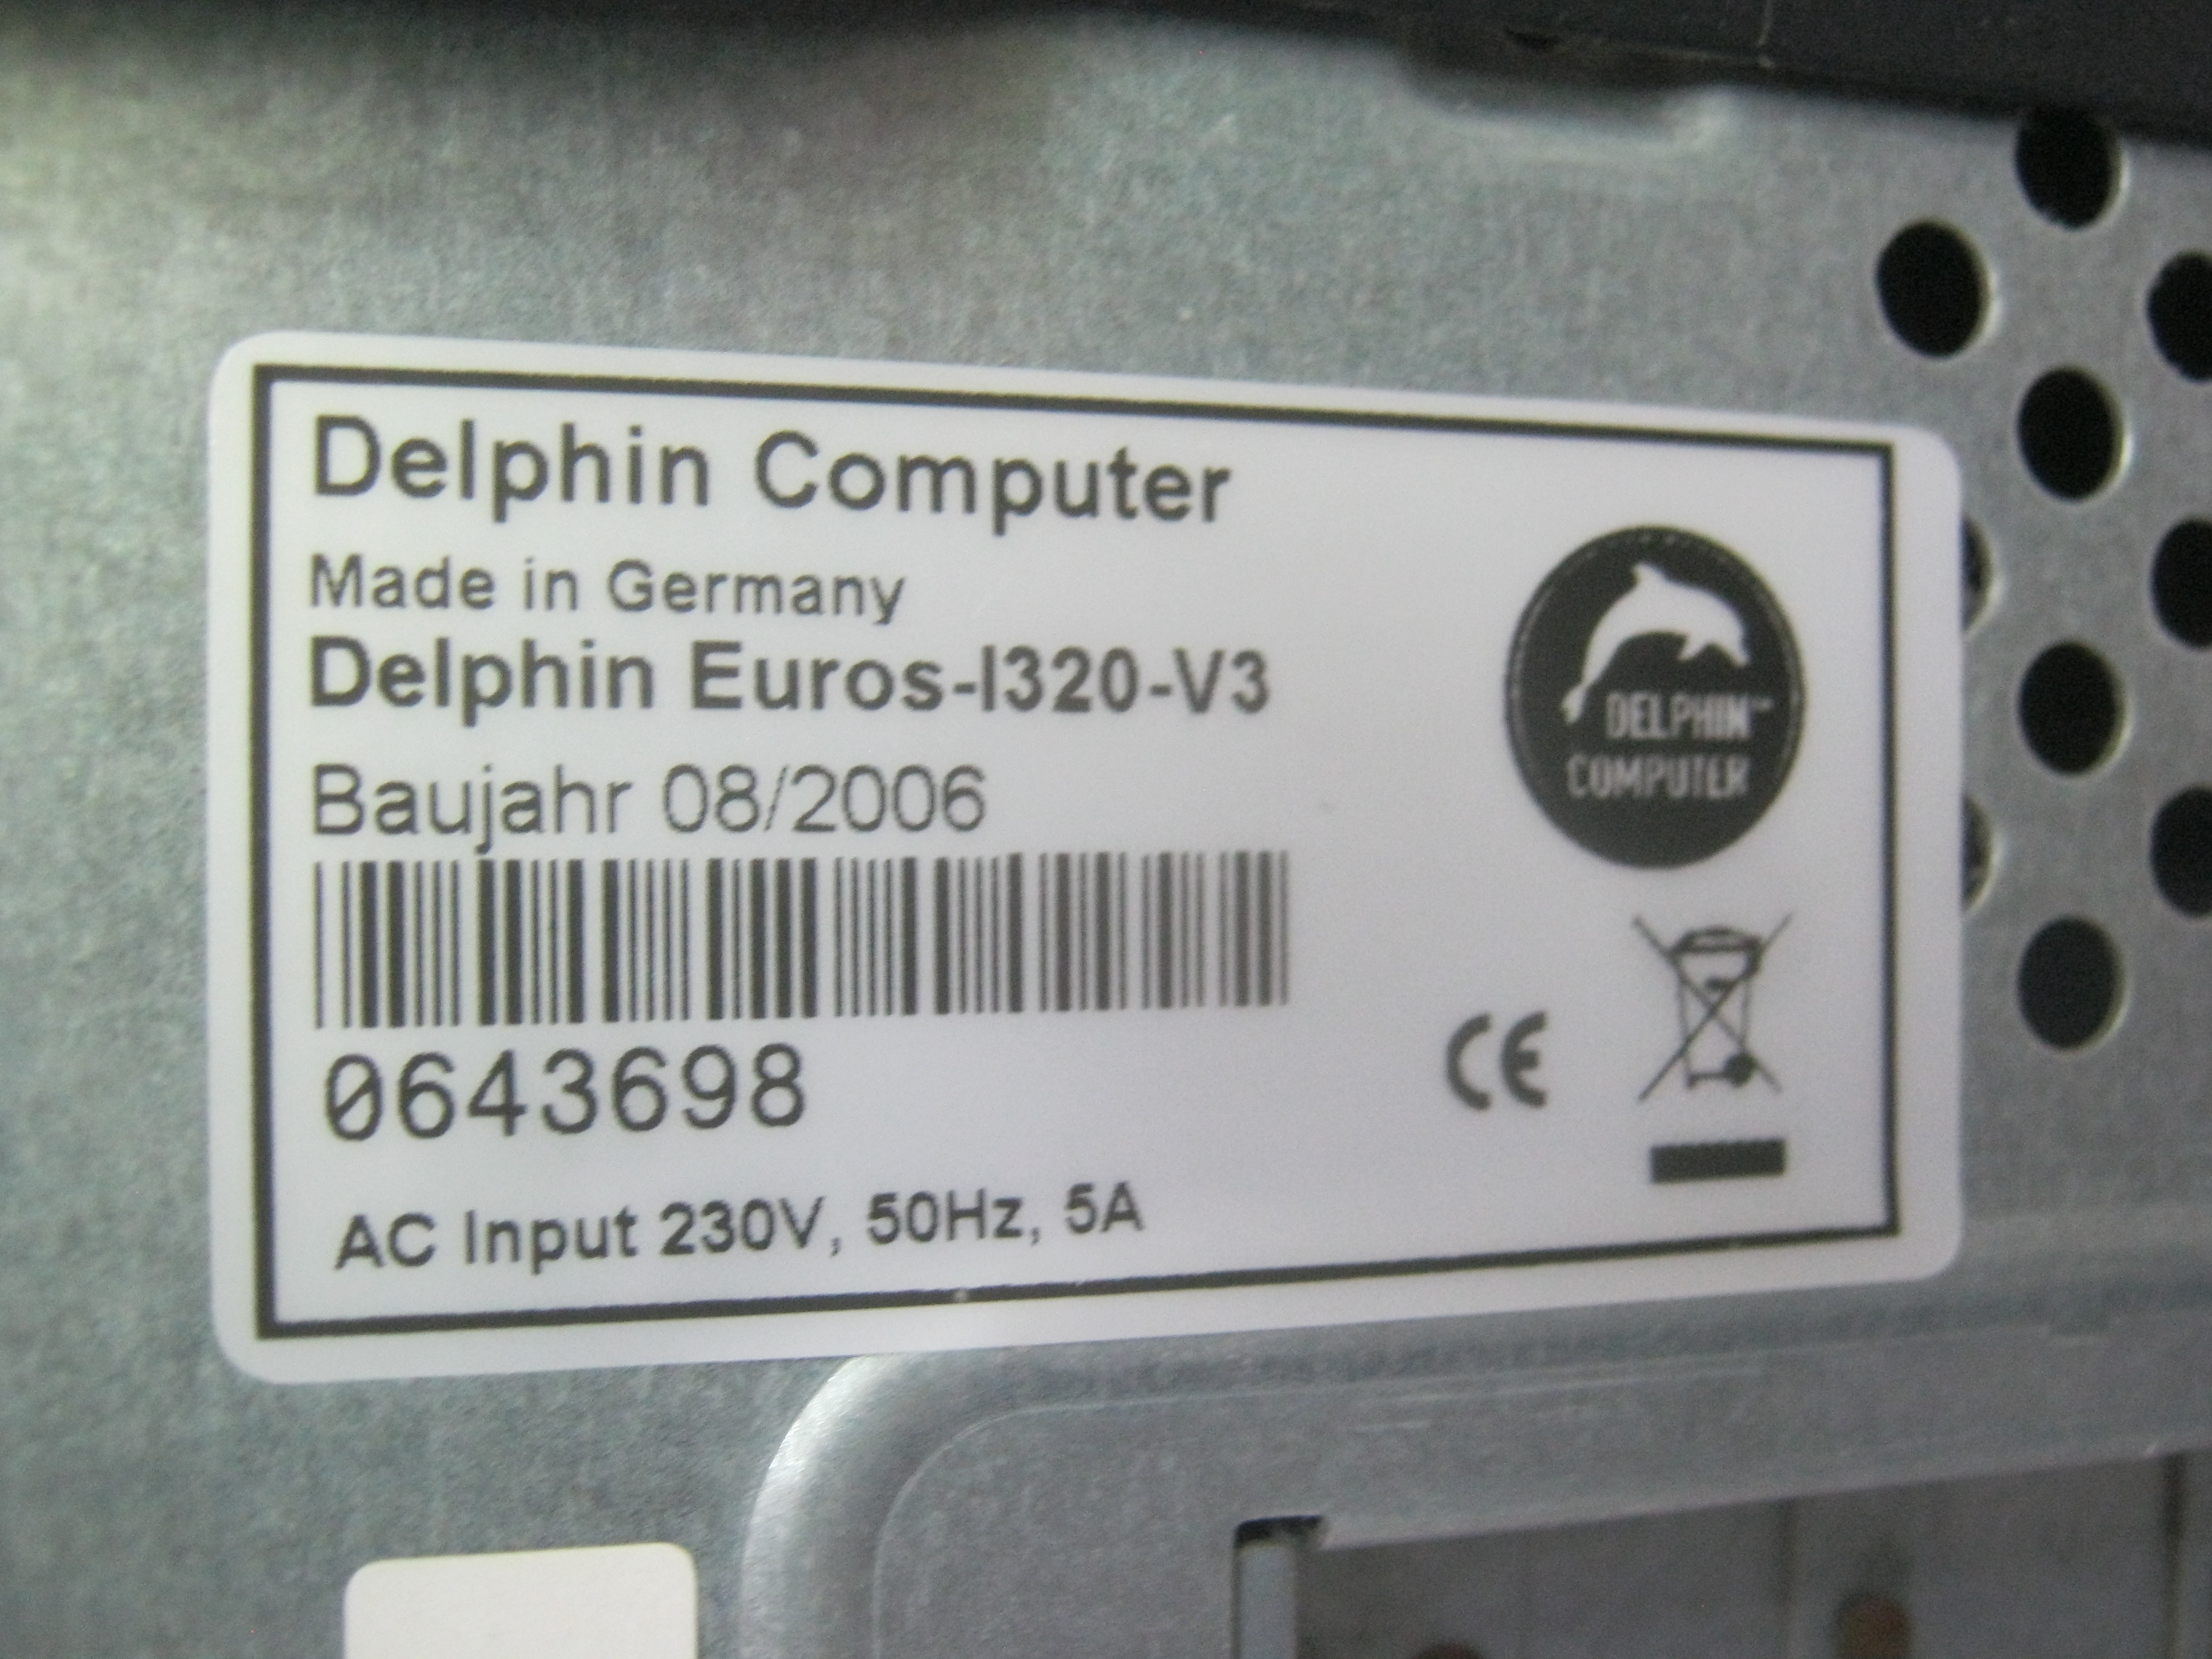 Delphin Computer
Made in Germany
Delphin Euros-I320-V3
Baujahr 08/2006
0643698
AC Input 230V, 50Hz, 5A
DELPHIN™
COMPUTER
CE